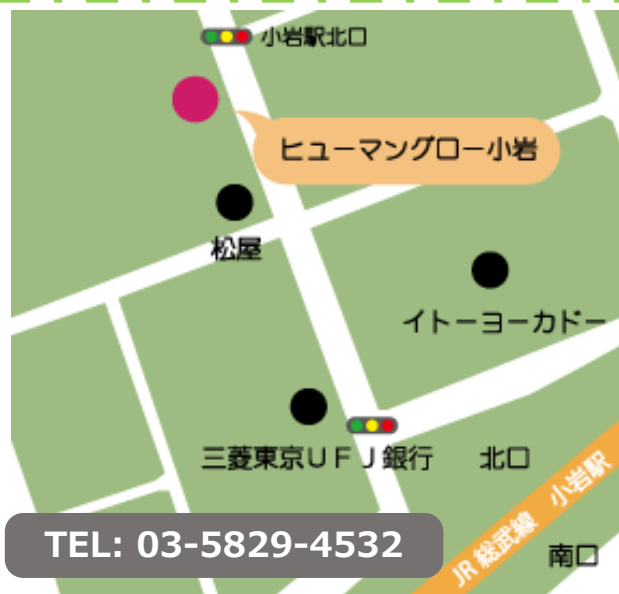 小岩駅北口
ヒューマングロー小岩
松屋
イトーヨーカドー
三菱東京UFJ銀行
北口
JR 総武線 小岩駅
TEL: 03-5829-4532
南口